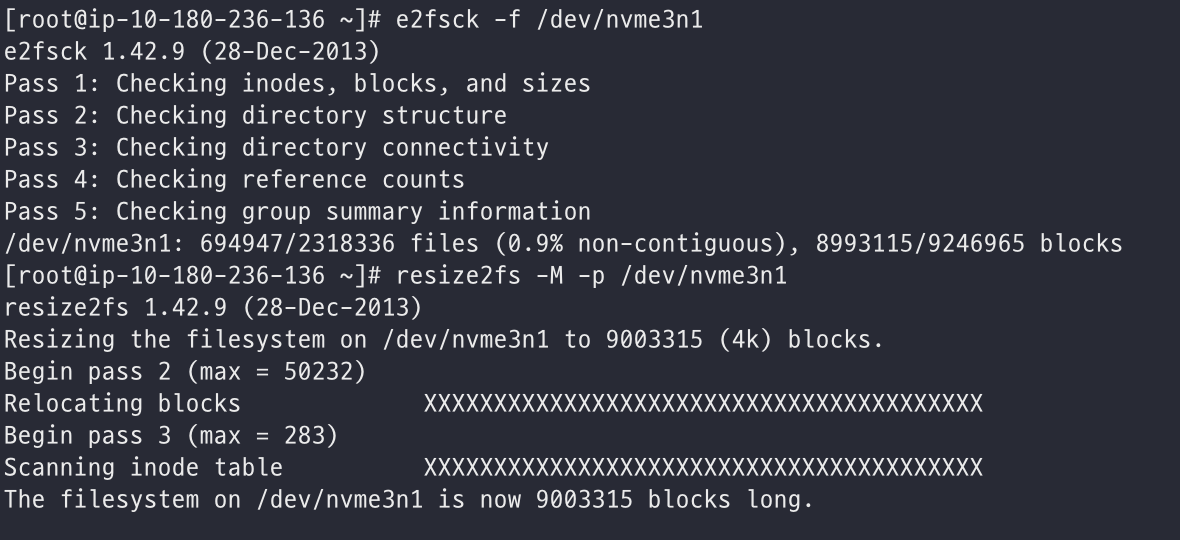 [root@ip-10-180-236-136 ~]# e2fsck -f /dev/nvme3n1
e2fsck 1.42.9 (28-Dec-2013)
Pass 1: Checking inodes, blocks, and sizes
Pass 2: Checking directory structure
Pass 3: Checking directory connectivity
Pass 4: Checking reference counts
Pass 5: Checking group summary information
/dev/nvme3n1: 694947/2318336 files (0.9% non-contiguous), 8993115/9246965 blocks
[root@ip-10-180-236-136 ~]# resize2fs -M -p /dev/nvme3n1
resize2fs 1.42.9 (28-Dec-2013)
Resizing the filesystem on /dev/nvme3n1 to 9003315 (4k) blocks.
Begin pass 2 (max = 50232)
Relocating blocks             XXXXXXXXXXXXXXXXXXXXXXXXXXXXXXXXXXXXXXXX
Begin pass 3 (max = 283)
Scanning inode table          XXXXXXXXXXXXXXXXXXXXXXXXXXXXXXXXXXXXXXXX
The filesystem on /dev/nvme3n1 is now 9003315 blocks long.